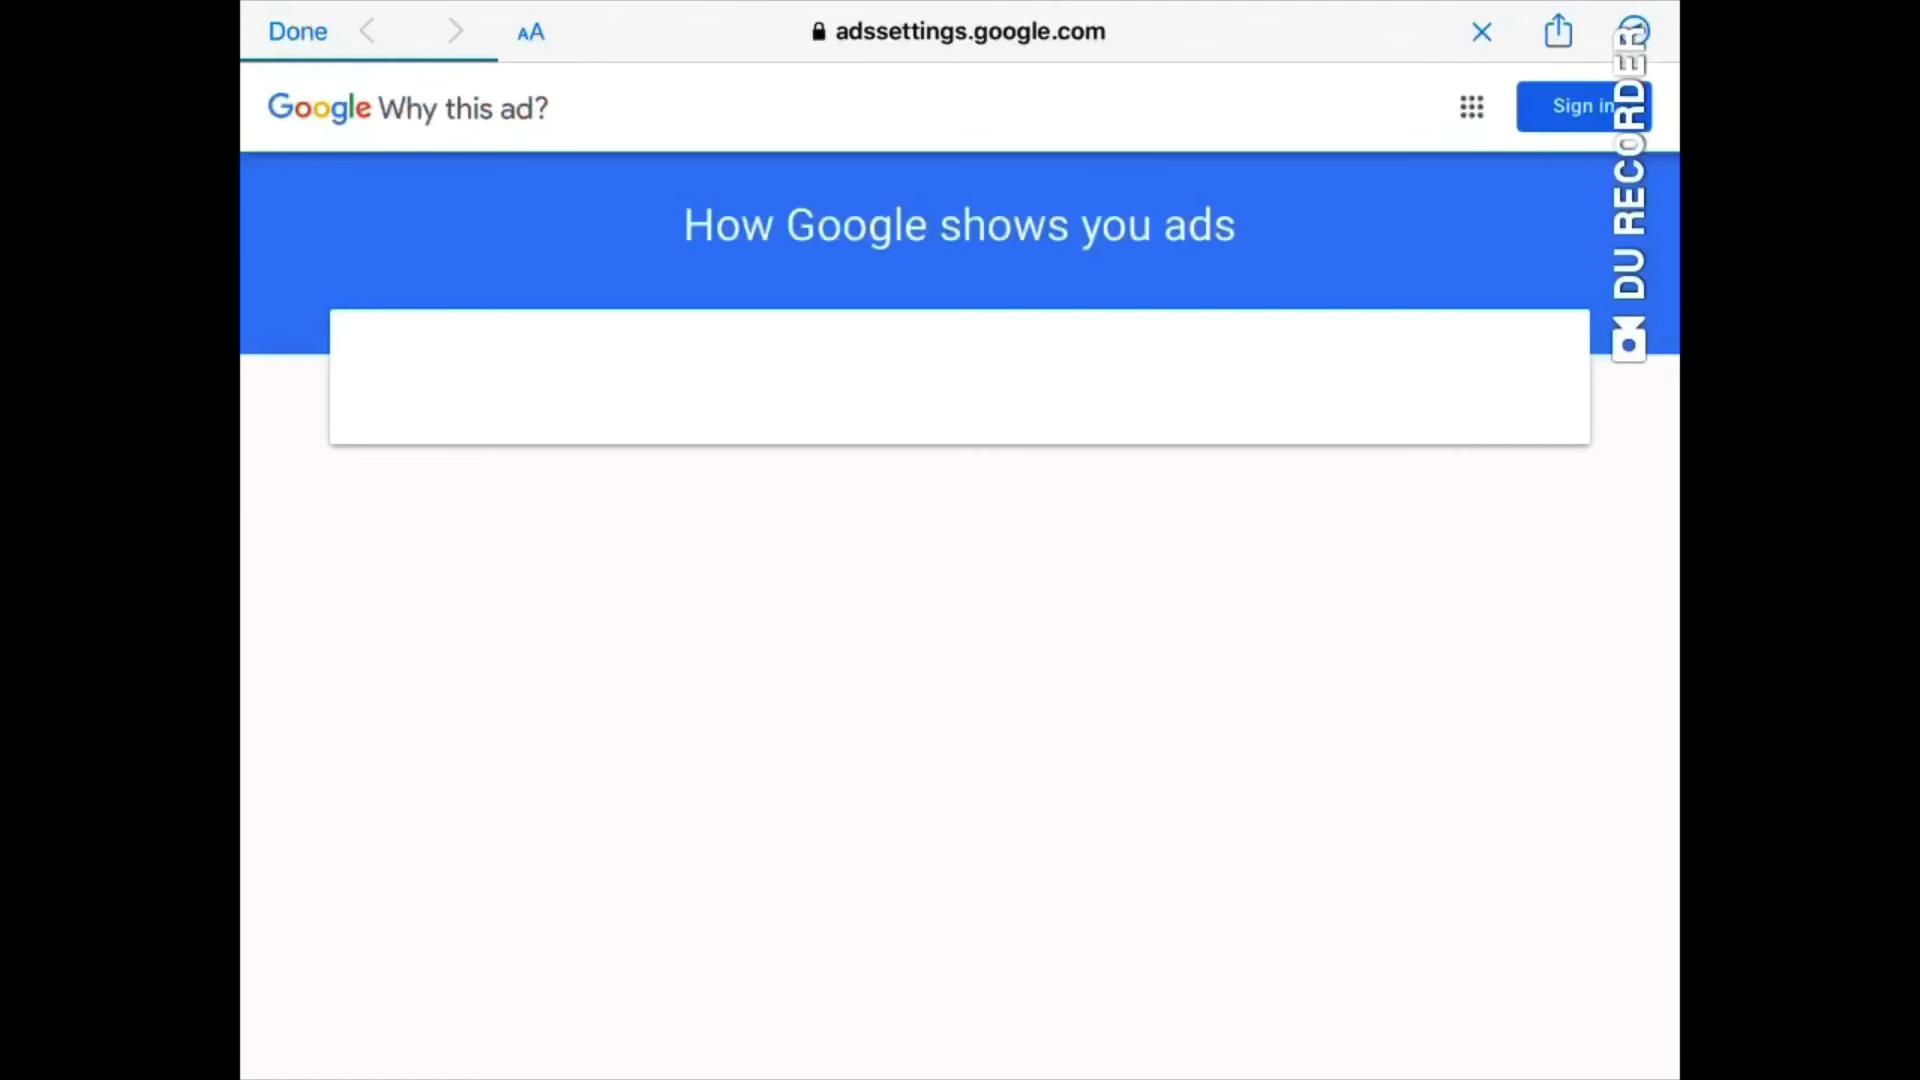 Done
AA
adssettings.google.com
Google Why this ad?
Sign in
How Google shows you ads
DU RECORDER